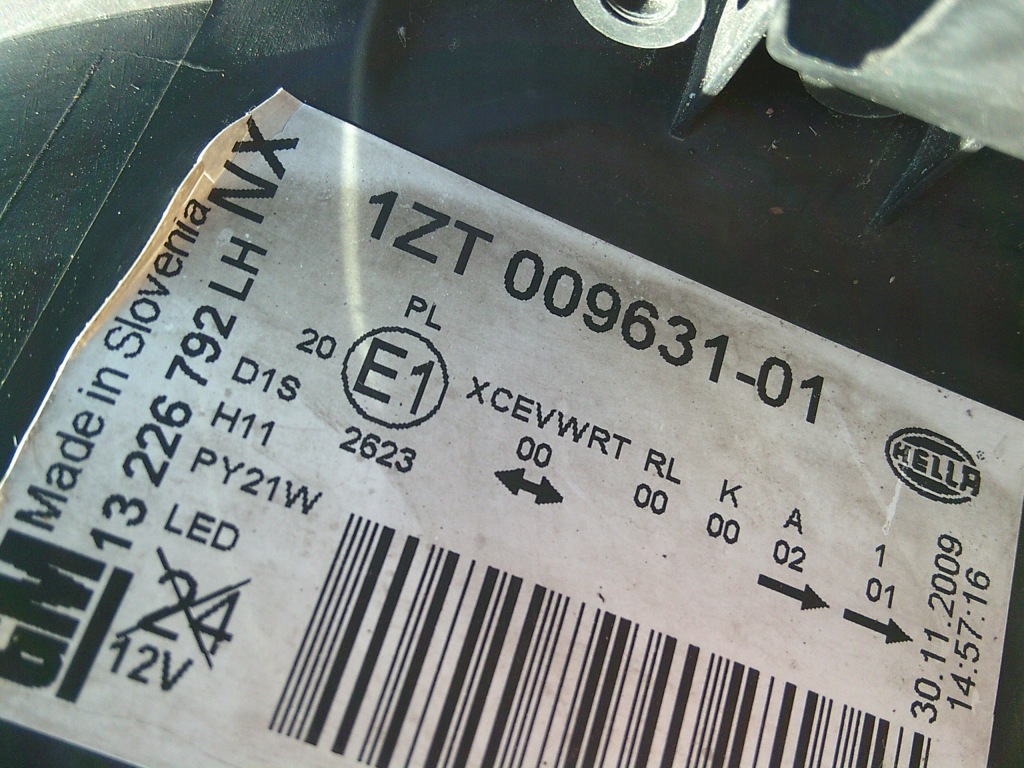 1ZT 009631-01
Made in Slovenia
13 226 792 LH NX
GM
D1S
H11
PY21W
LED
24
12V
PL
20 E1
2623
XCEVWRT RL K A 1
00 00 00 02 01
HELLA
30.11.2009
14:57:16